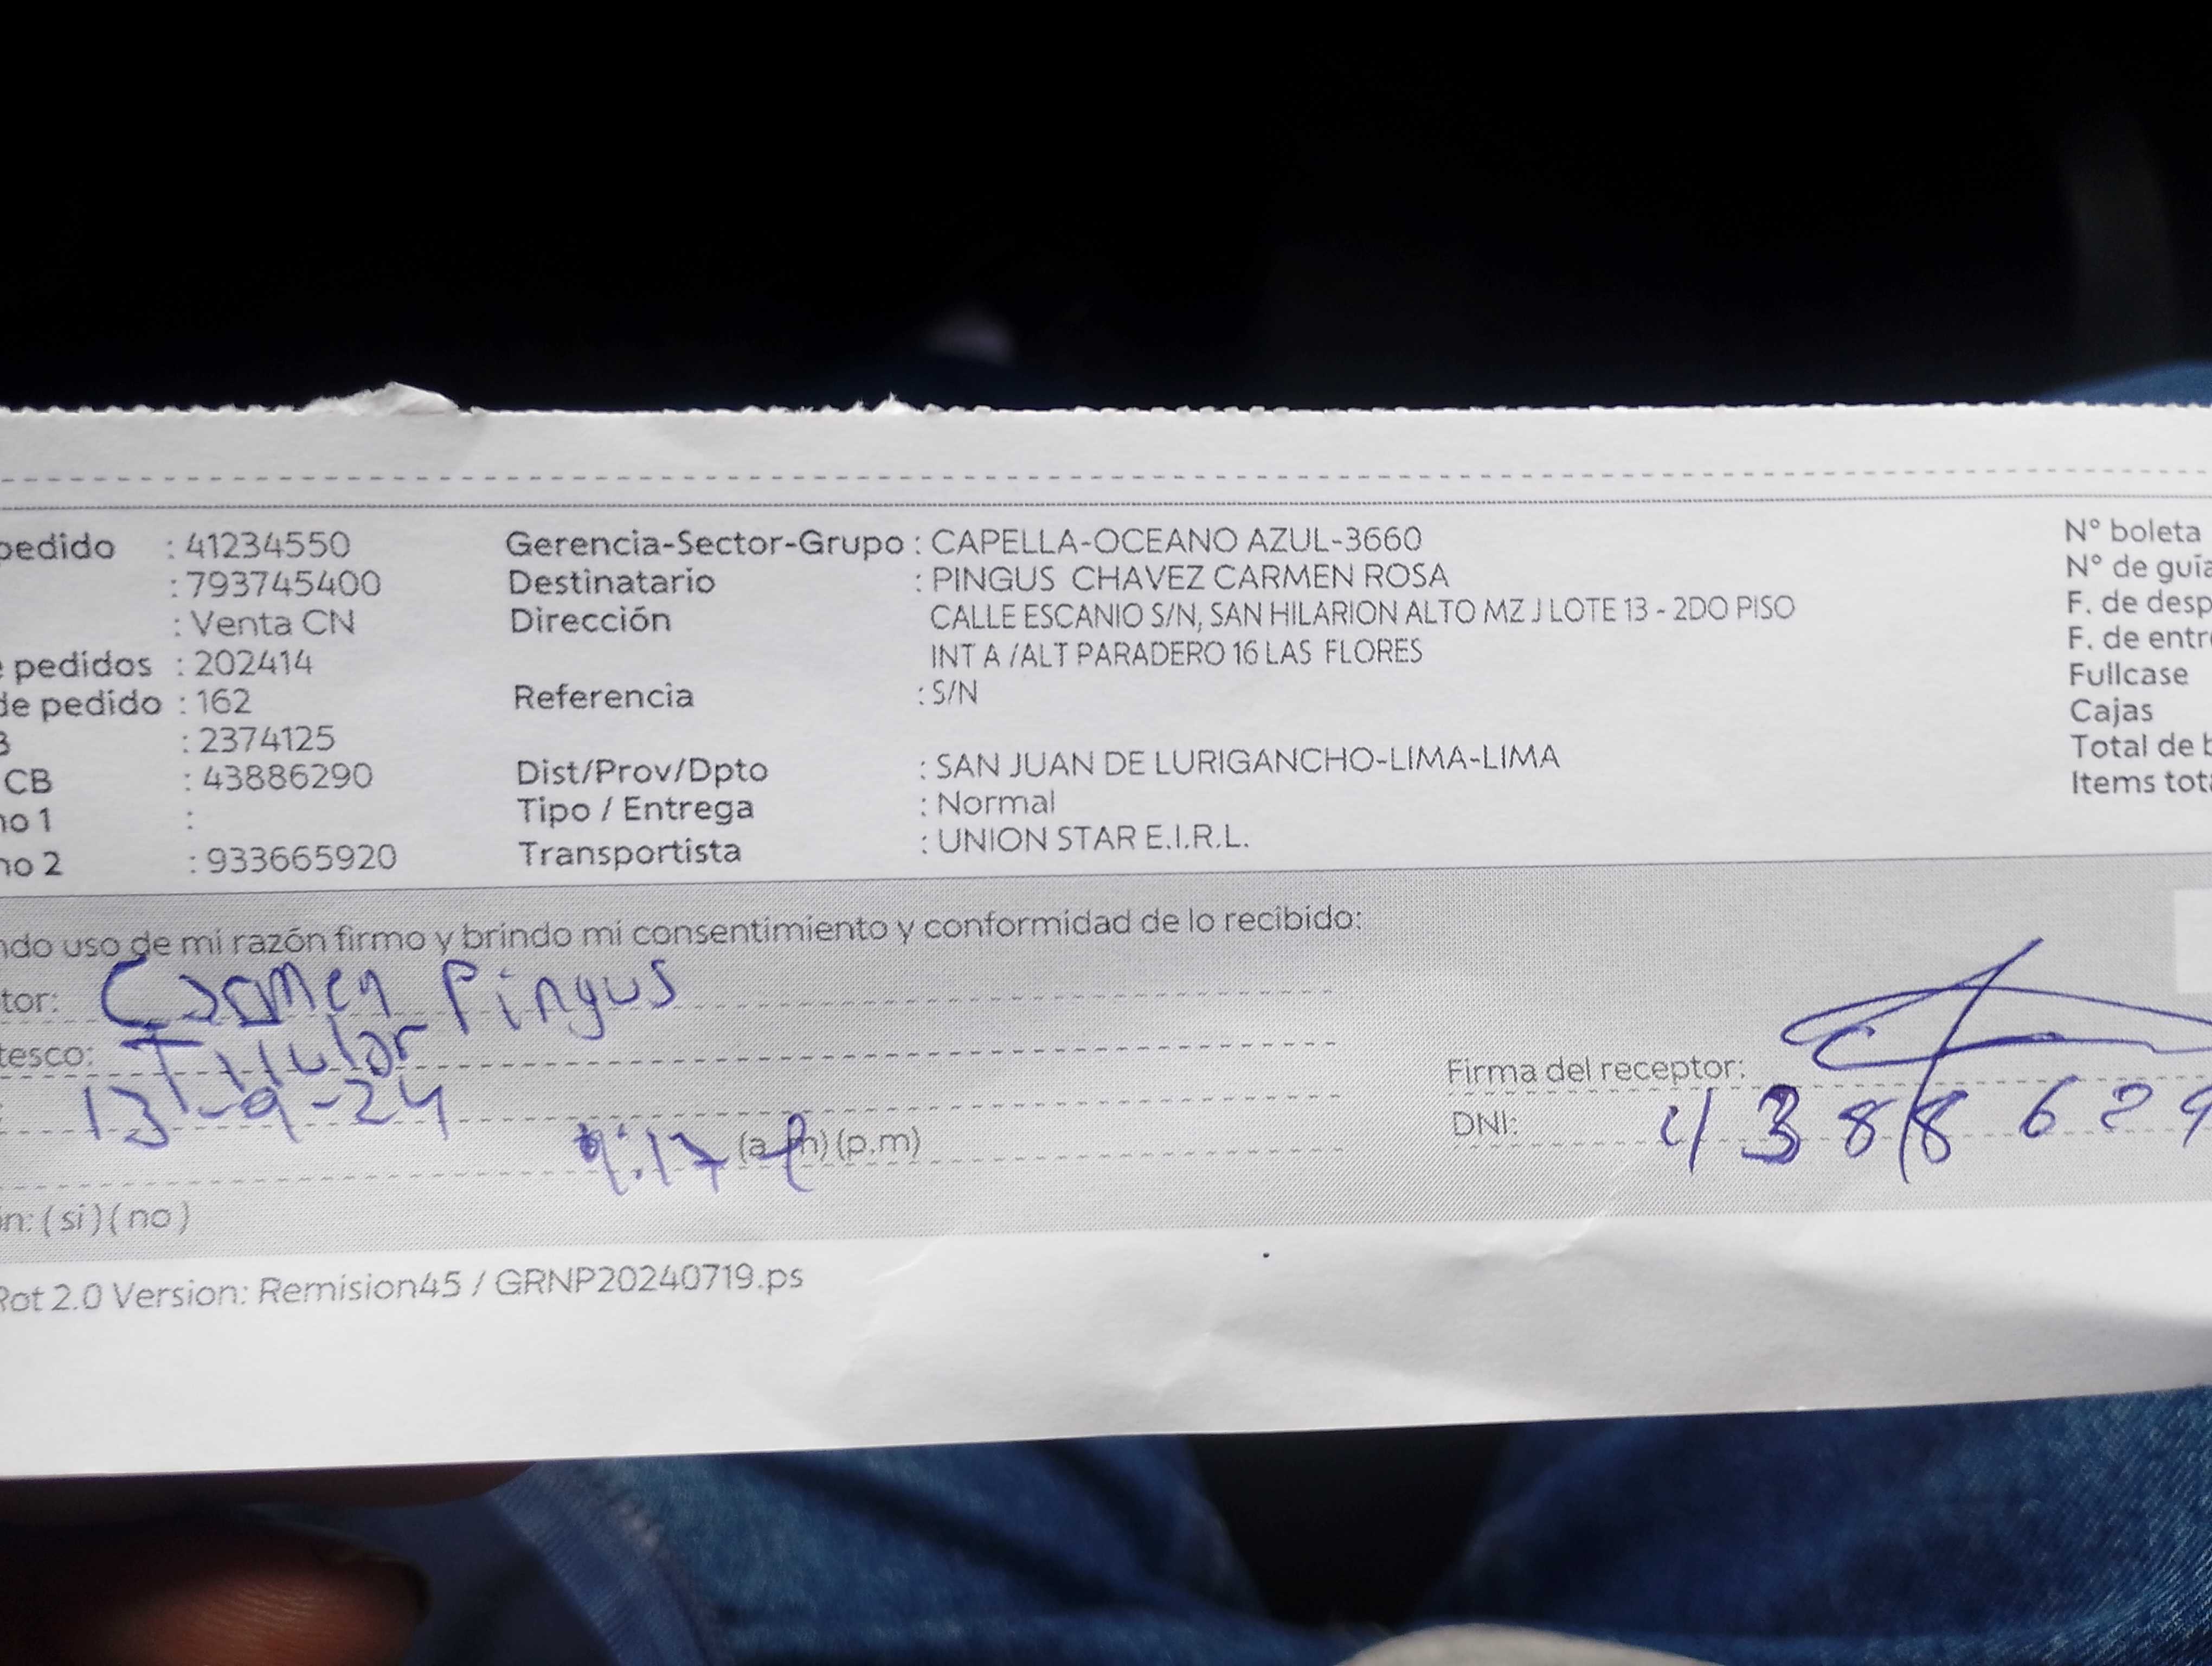 pedido : 41234550 Gerencia-Sector-Grupo : CAPELLA-OCEANO AZUL-3660 N° boleta
: 793745400 Destinatario : PINGUS CHAVEZ CARMEN ROSA N° de guía
: Venta CN Dirección CALLE ESCANIO S/N, SAN HILARION ALTO MZ J LOTE 13 - 2DO PISO F. de desp
e pedidos : 202414 INT A /ALT PARADERO 16 LAS FLORES F. de entre
de pedido : 162 Referencia : S/N Fullcase
: 2374125 Cajas
CB : 43886290 Dist/Prov/Dpto : SAN JUAN DE LURIGANCHO-LIMA-LIMA Total de b
no 1 : Tipo / Entrega : Normal Items tota
no 2 : 933665920 Transportista : UNION STAR E.I.R.L.
ndo uso de mi razón firmo y brindo mi consentimiento y conformidad de lo recibido:
tor: Carmen Pingus
tesco: Titular Firma del receptor:
13-9-24 DNI: 4388629
9:17 (a.m) (p.m)
n: ( si ) ( no )
Rot 2.0 Version: Remision45 / GRNP20240719.ps